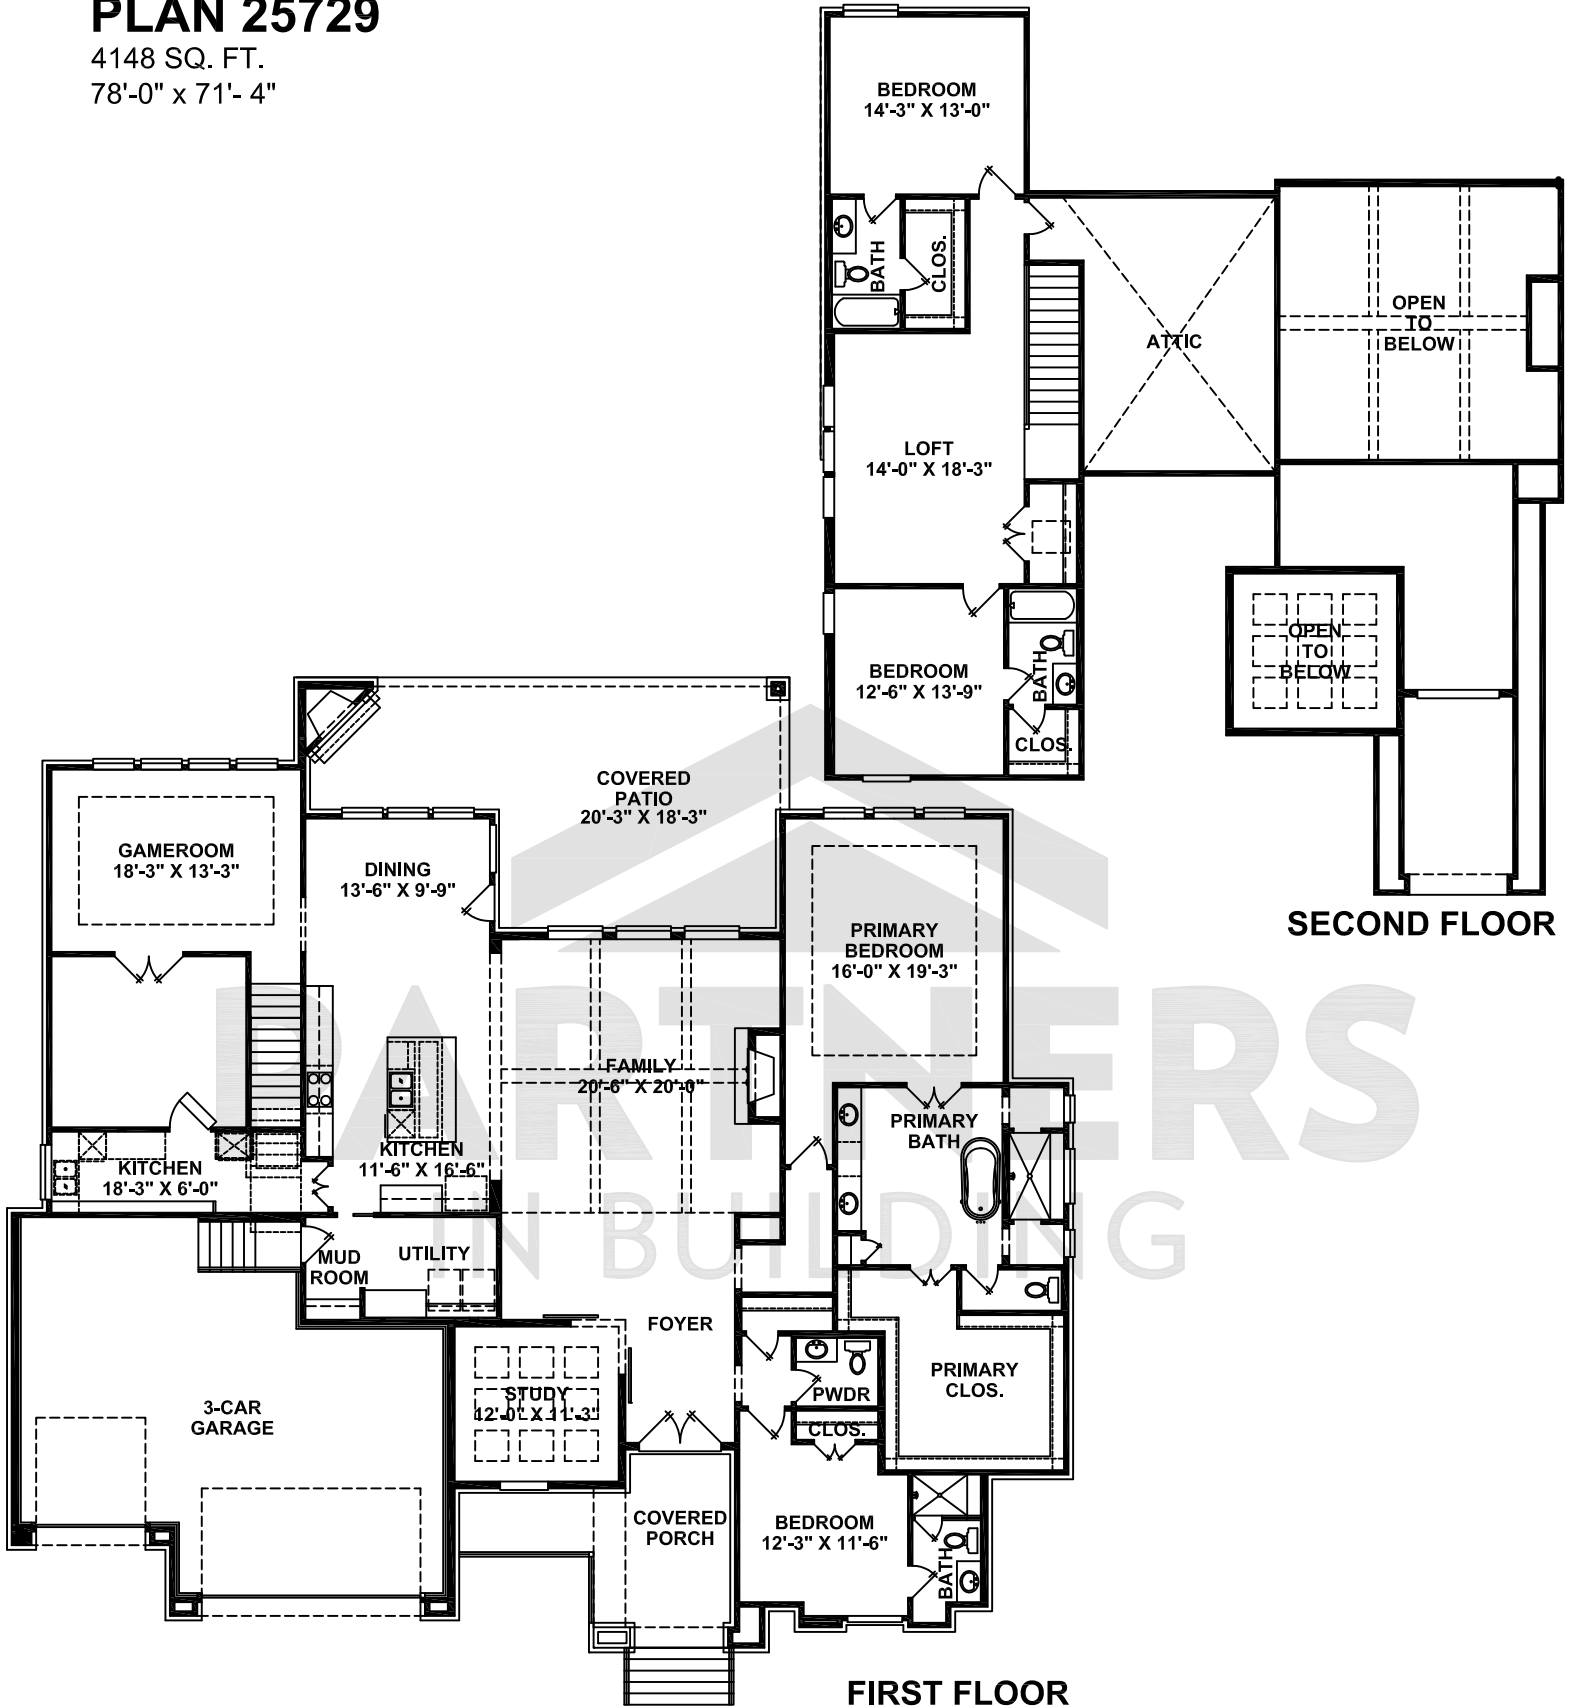 PLAN 25729
4148 SQ. FT.
78'-0" x 71'- 4"
BEDROOM
14'-3" X 13'-0"
BATH
CLOS.
ATTIC
OPEN
TO
BELOW
LOFT
14'-0" X 18'-3"
BEDROOM
12'-6" X 13'-9"
BATH
CLOS.
OPEN
TO
BELOW
SECOND FLOOR
COVERED
PATIO
20'-3" X 18'-3"
GAMEROOM
18'-3" X 13'-3"
DINING
13'-6" X 9'-9"
PRIMARY
BEDROOM
16'-0" X 19'-3"
FAMILY
20'-6" X 20'-0"
PRIMARY
BATH
KITCHEN
11'-6" X 16'-6"
KITCHEN
18'-3" X 6'-0"
PARTNERS
IN BUILDING
MUD
ROOM
UTILITY
FOYER
STUDY
12'-0" X 11'-3"
3-CAR
GARAGE
PWDR
CLOS.
PRIMARY
CLOS.
COVERED
PORCH
BEDROOM
12'-3" X 11'-6"
BATH
FIRST FLOOR